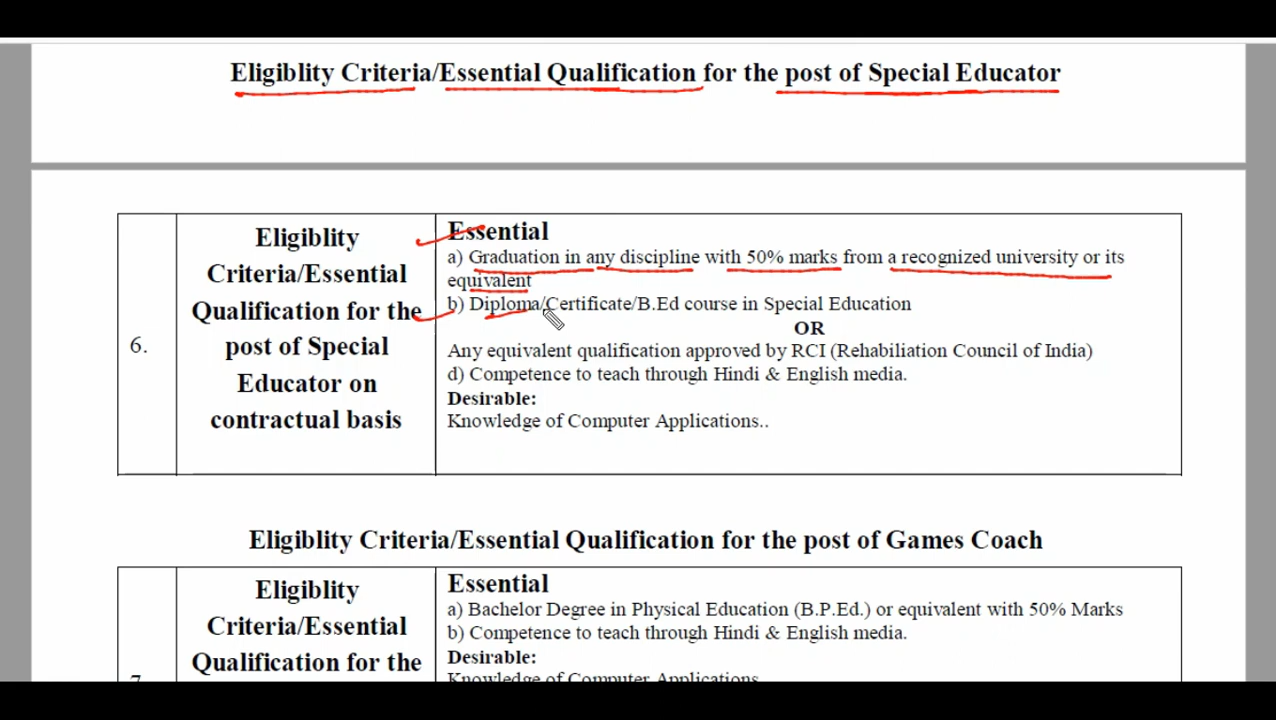 Eligiblity Criteria/Essential Qualification for the post of Special Educator
6.
Eligiblity
Criteria/Essential
Qualification for the
post of Special
Educator on
contractual basis
Essential
a) Graduation in any discipline with 50% marks from a recognized university or its
equivalent
b) Diploma/Certificate/B.Ed course in Special Education
OR
Any equivalent qualification approved by RCI (Rehabiliation Council of India)
d) Competence to teach through Hindi & English media.
Desirable:
Knowledge of Computer Applications..
Eligiblity Criteria/Essential Qualification for the post of Games Coach
7.
Eligiblity
Criteria/Essential
Qualification for the
Essential
a) Bachelor Degree in Physical Education (B.P.Ed.) or equivalent with 50% Marks
b) Competence to teach through Hindi & English media.
Desirable:
Knowledge of Computer Applications